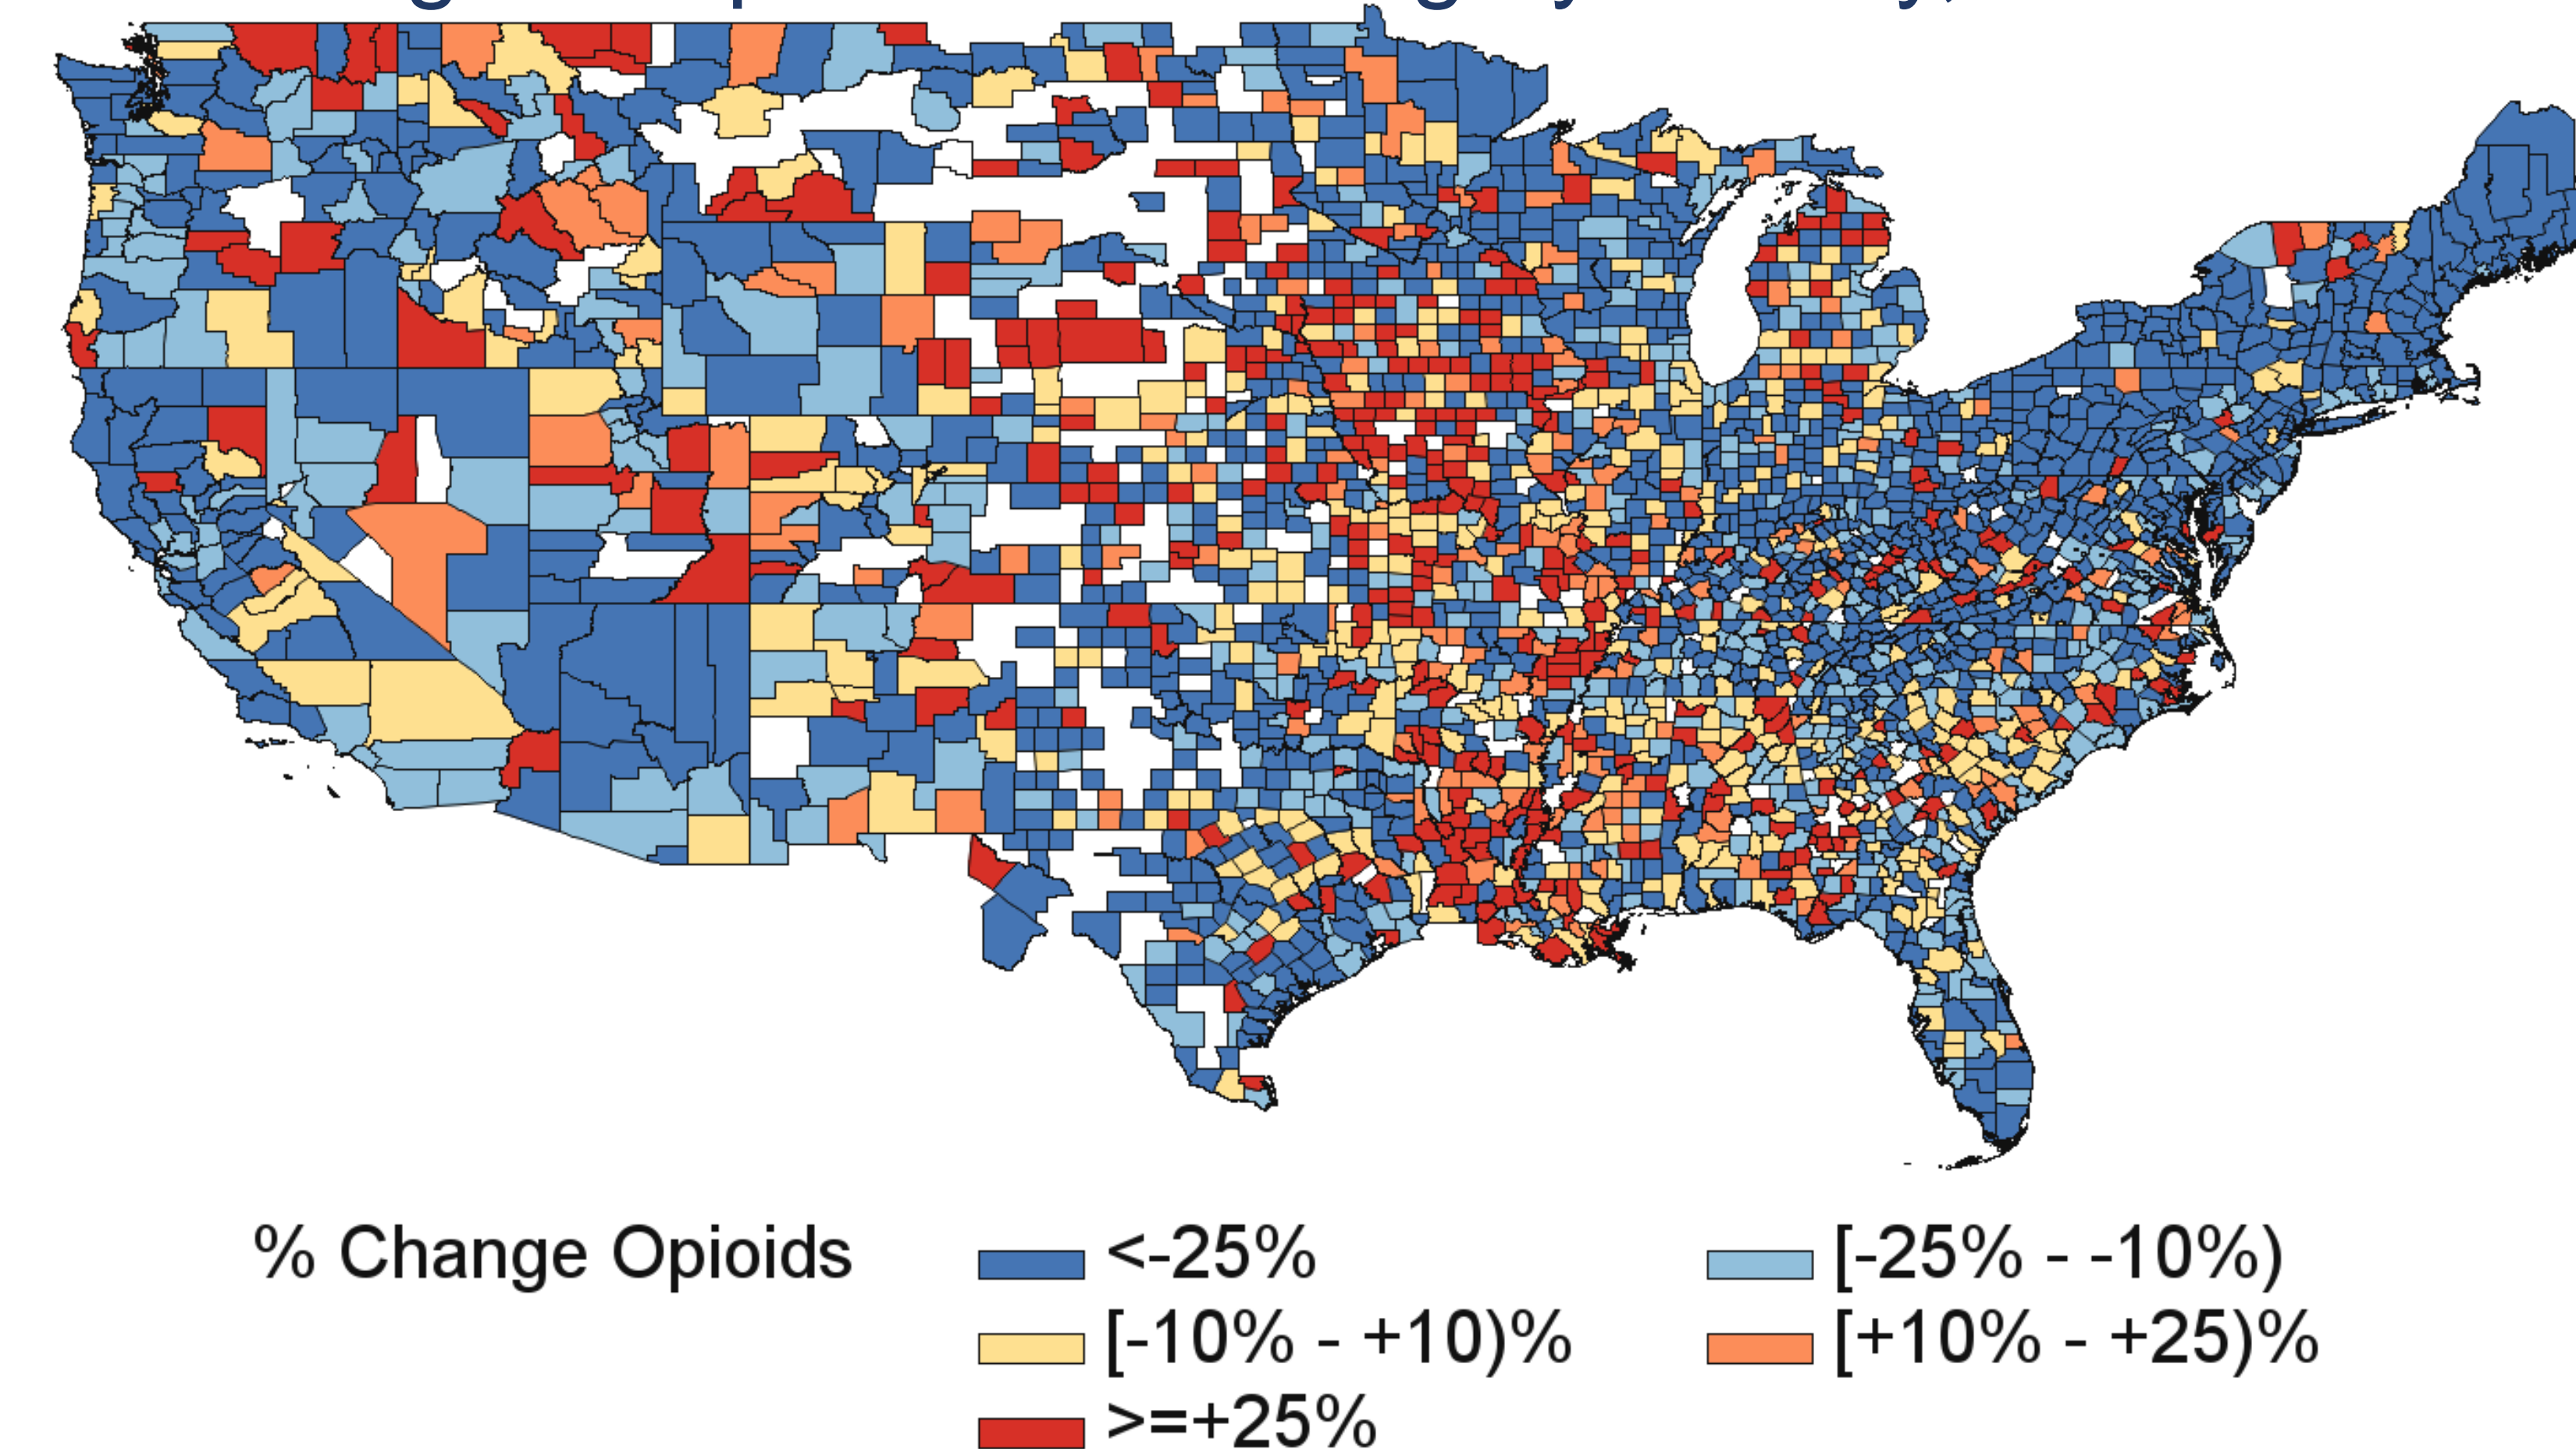 % Change Opioids
<-25%
[-25% - -10%)
[-10% - +10)%
[+10% - +25)%
>=+25%